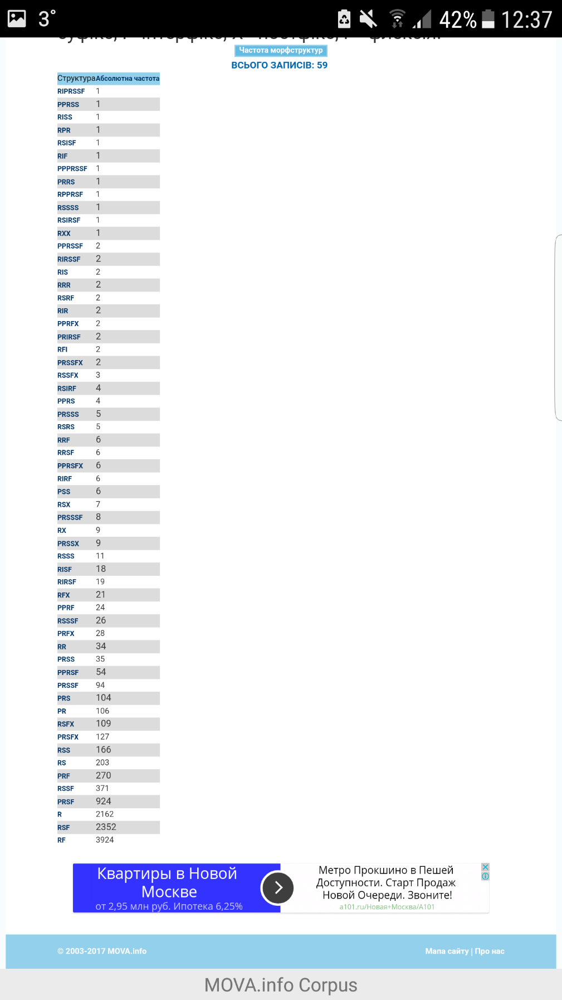 3°
42% 12:37
Частота морфструктур
ВСЬОГО ЗАПИСІВ: 59
Структура Абсолютна частота
RIPRSSF 1
PPRSS 1
RISS 1
RPR 1
RSISF 1
RIF 1
PPPRSSF 1
PRRS 1
RPPRSF 1
RSSSS 1
RSIRSF 1
RXX 1
PPRSSF 2
RIRSSF 2
RIS 2
RRR 2
RSRF 2
RIR 2
PPRFX 2
PRIRSF 2
RFI 2
PRSSFX 2
RSSFX 3
RSIRF 4
PPRS 4
PRSSS 5
RSRS 5
RRF 6
RRSF 6
PPRSFX 6
RIRF 6
PSS 6
RSX 7
PRSSSF 8
RX 9
PRSSX 9
RSSS 11
RISF 18
RIRSF 19
RFX 21
PPRF 24
RSSSF 26
PRFX 28
RR 34
PRSS 35
PPRSF 54
PRSSF 94
PRS 104
PR 106
RSFX 109
PRSFX 127
RSS 166
RS 203
PRF 270
RSSF 371
PRSF 924
R 2162
RSF 2352
RF 3924
Квартиры в Новой
Москве
от 2,95 млн руб. Ипотека 6,25%
Метро Прокшино в Пешей
Доступности. Старт Продаж
Новой Очереди. Звоните!
a101.ru/Новая+Москва/А101
© 2003-2017 MOVA.info
Мапа сайту | Про нас
MOVA.info Corpus